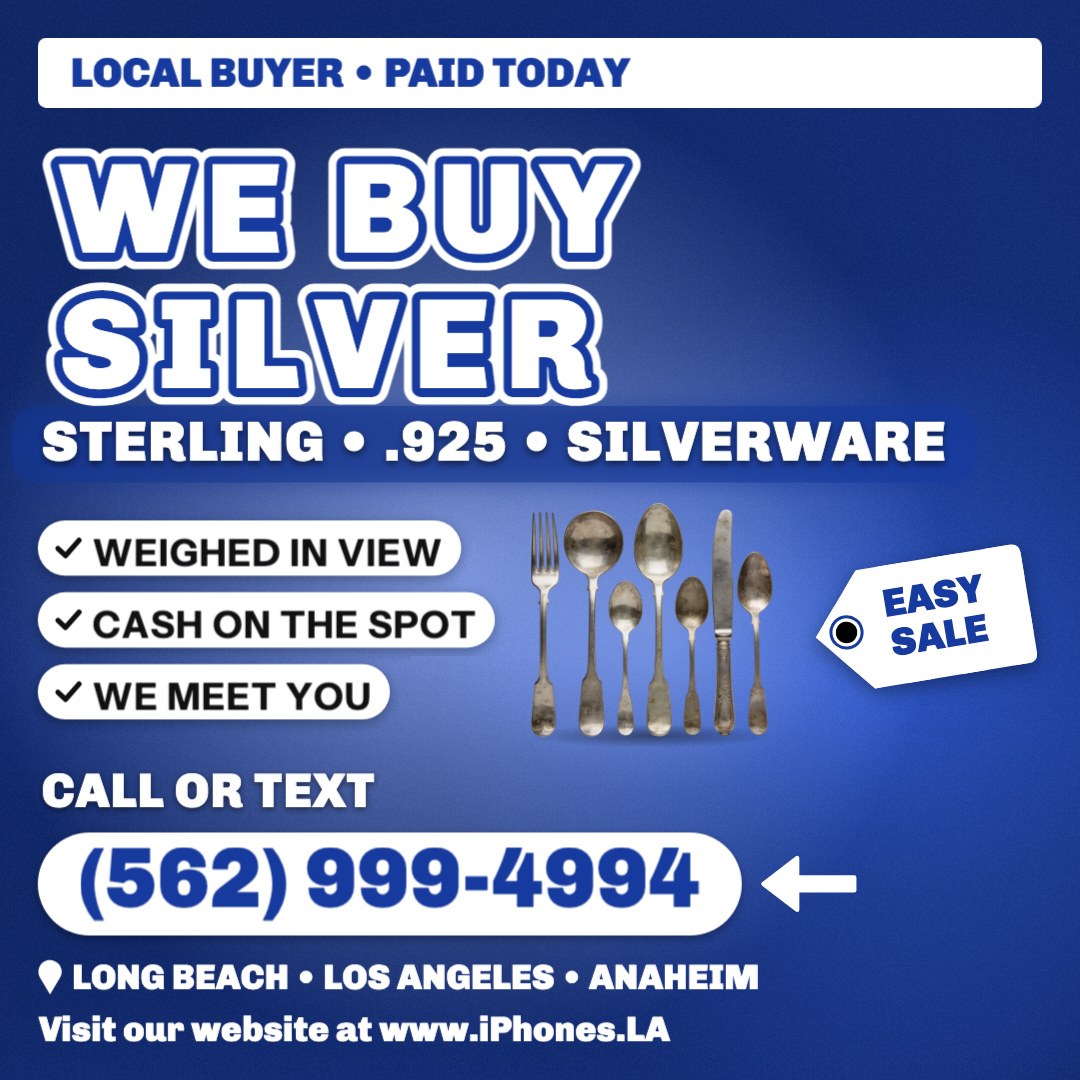 LOCAL BUYER • PAID TODAY
WE BUY
SILVER
STERLING • .925 • SILVERWARE
WEIGHED IN VIEW
CASH ON THE SPOT
WE MEET YOU
EASY
SALE
CALL OR TEXT
(562) 999-4994
LONG BEACH • LOS ANGELES • ANAHEIM
Visit our website at www.iPhones.LA